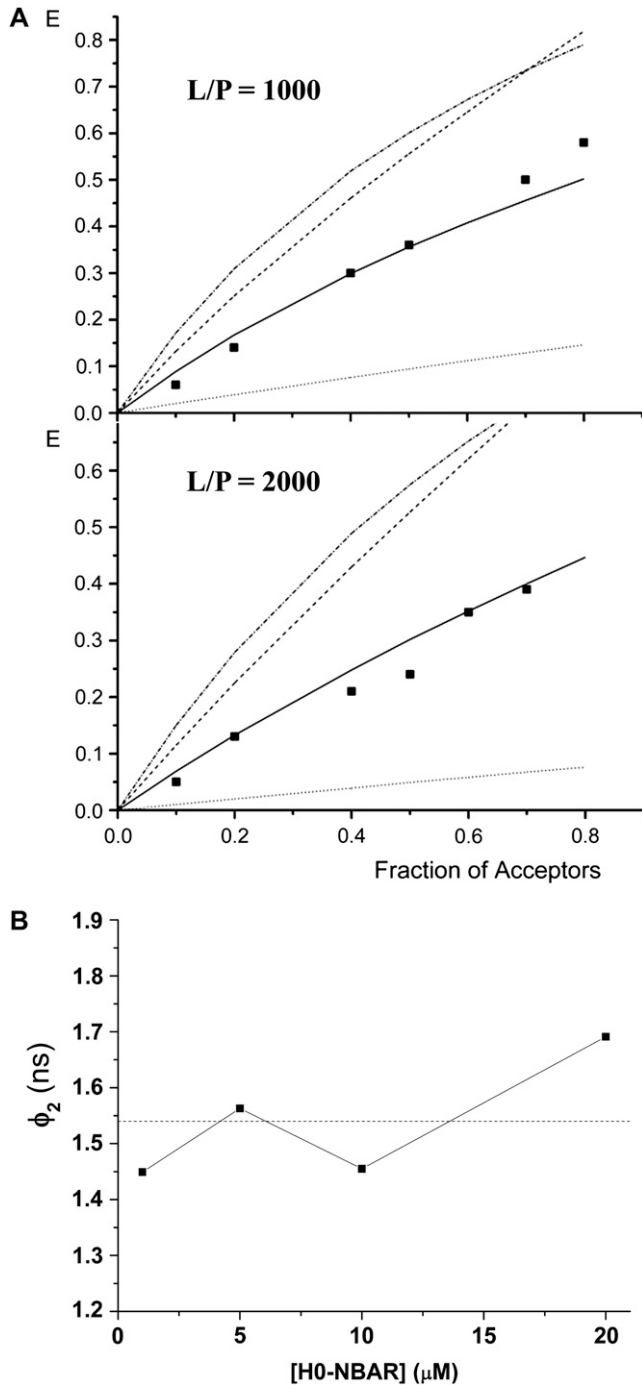 A
E
0.8
0.7
0.6
0.5
0.4
0.3
0.2
0.1
0.0
L/P = 1000
E
0.6
0.5
0.4
0.3
0.2
0.1
0.0
L/P = 2000
0.0 0.2 0.4 0.6 0.8
Fraction of Acceptors
B
1.9
1.8
1.7
1.6
1.5
1.4
1.3
1.2
ϕ₂ (ns)
0 5 10 15 20
[H0-NBAR] (μM)